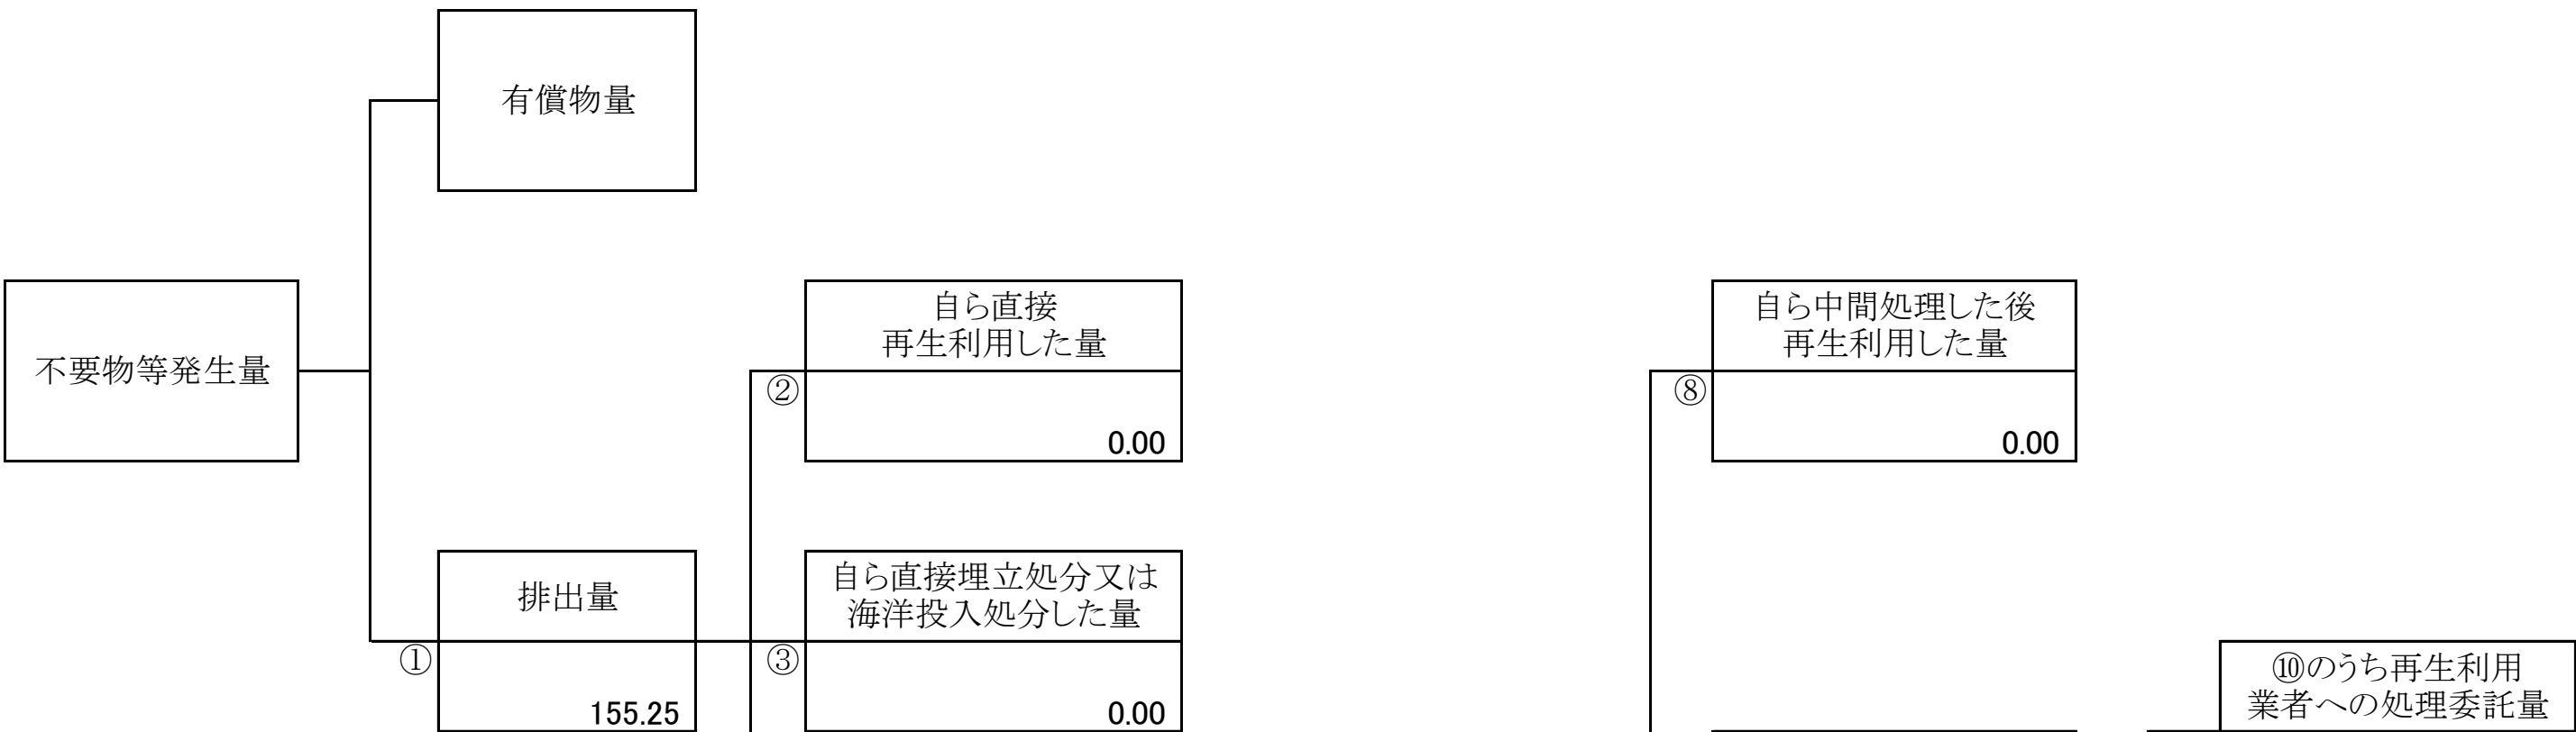 有償物量
不要物等発生量
自ら直接
再生利用した量
②
0.00
自ら中間処理した後
再生利用した量
⑧
0.00
排出量
①
155.25
自ら直接埋立処分又は
海洋投入処分した量
③
0.00
⑩のうち再生利用
業者への処理委託量